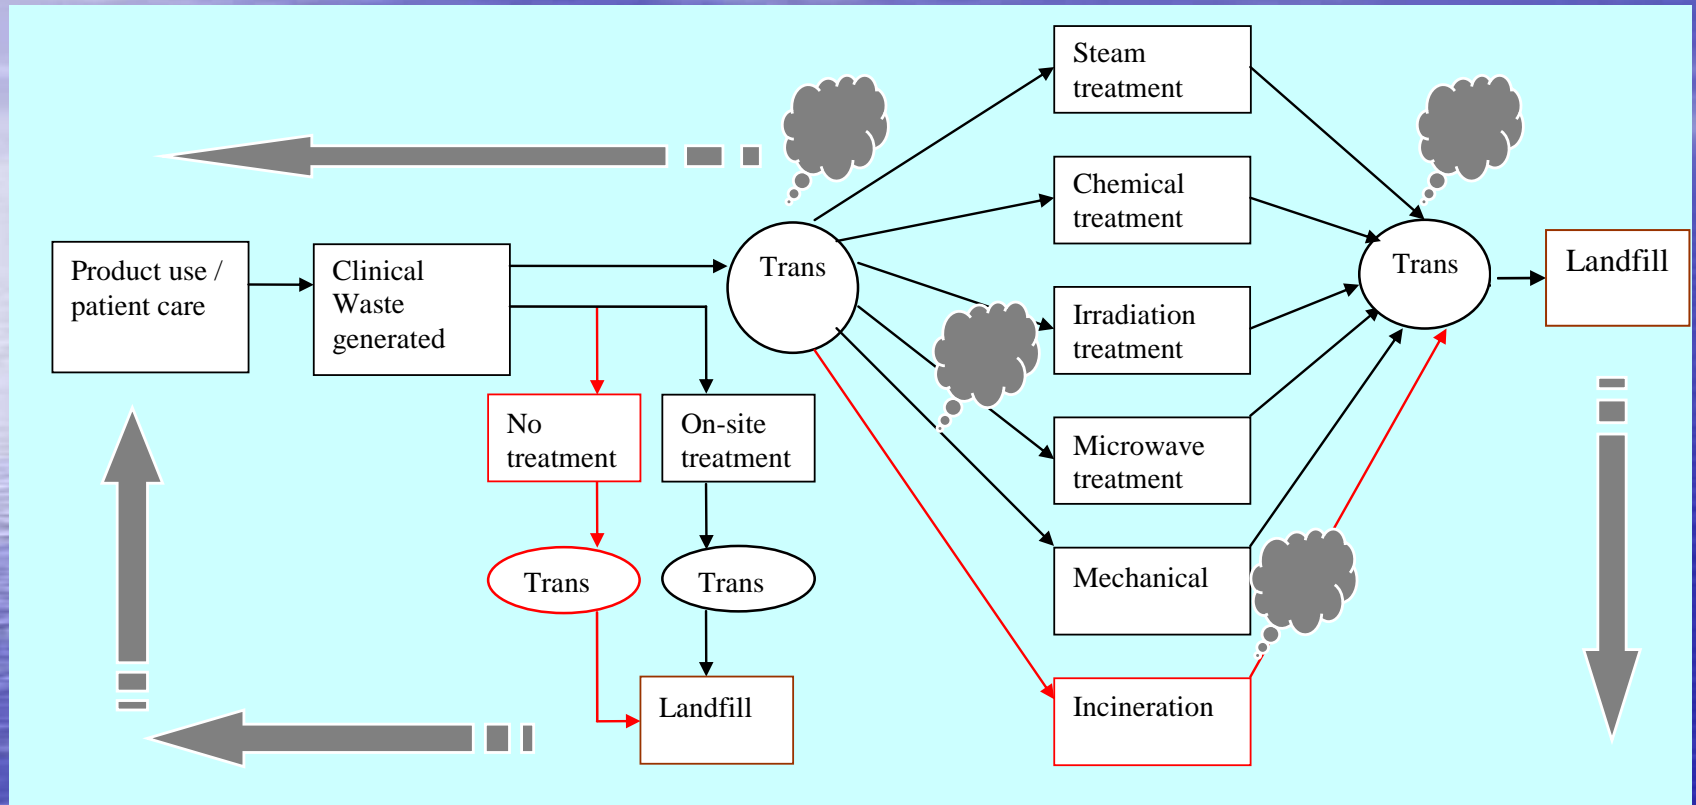 Product use /
patient care
Clinical
Waste
generated
No
treatment
On-site
treatment
Trans
Trans
Landfill
Trans
Steam
treatment
Chemical
treatment
Irradiation
treatment
Microwave
treatment
Mechanical
Incineration
Trans
Landfill